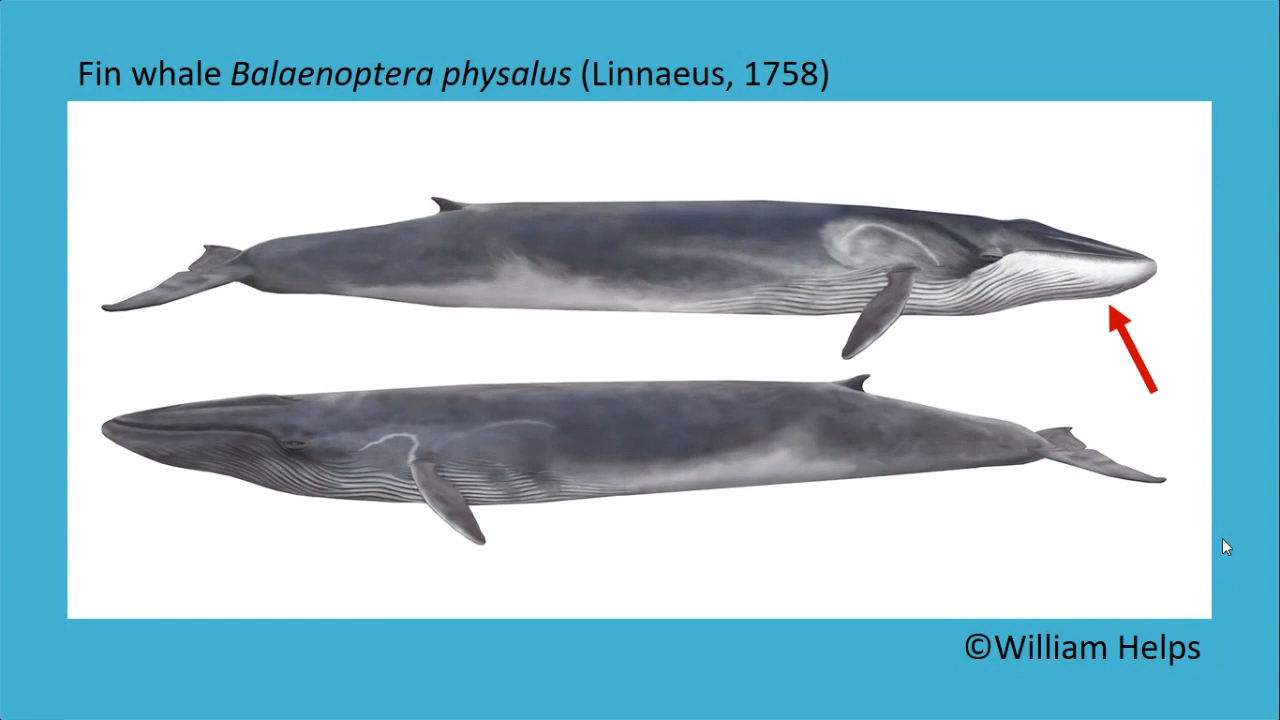 Fin whale Balaenoptera physalus (Linnaeus, 1758)
©William Helps